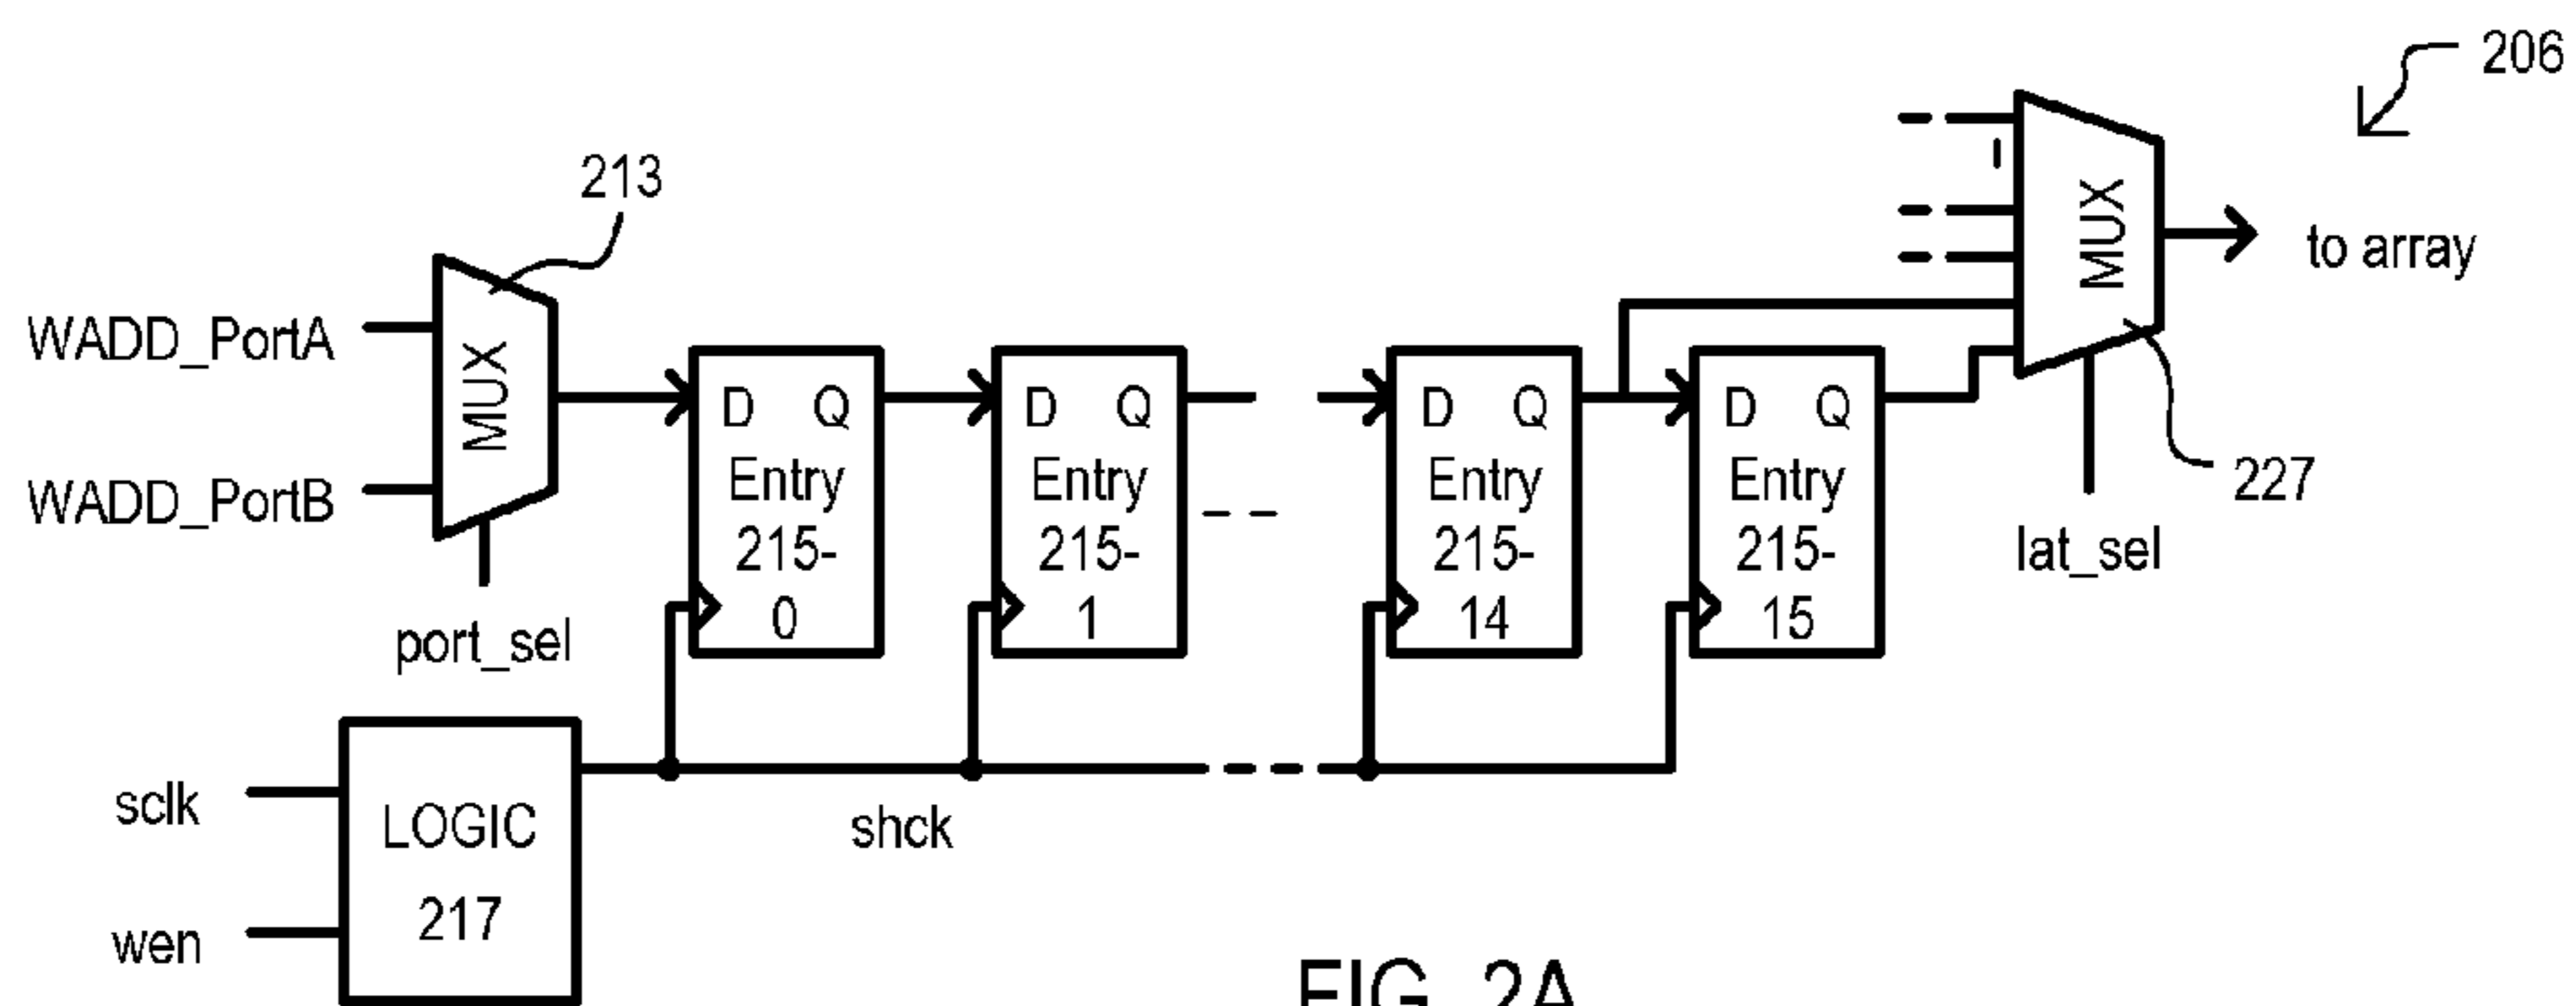 206
213
MUX
to array
WADD_PortA
MUX
D Q
Entry
215-
0
D Q
Entry
215-
1
D Q
Entry
215-
14
D Q
Entry
215-
15
227
WADD_PortB
lat_sel
port_sel
sclk
LOGIC
217
shck
wen
FIG. 2A